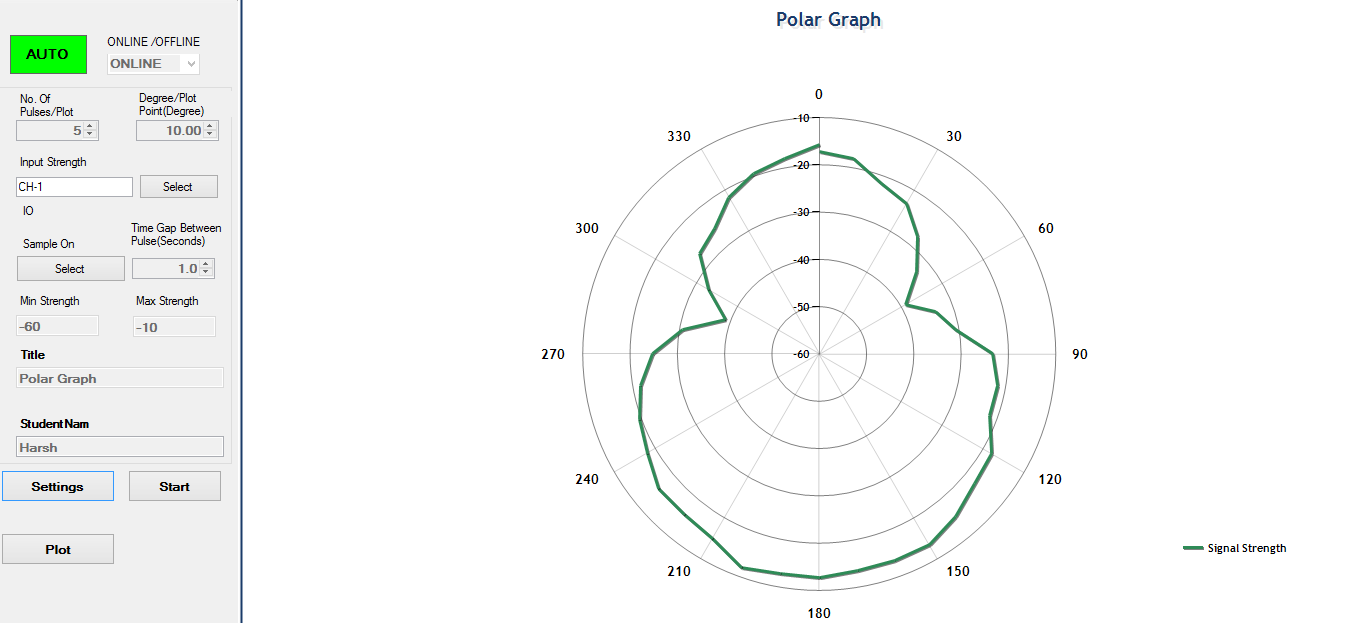 AUTO
ONLINE /OFFLINE
ONLINE
No. Of
Pulses/Plot
Degree/Plot
Point(Degree)
5
10.00
Input Strength
CH-1
Select
IO
Sample On
Time Gap Between
Pulse(Seconds)
Select
1.0
Min Strength
Max Strength
-60
-10
Title
Polar Graph
StudentNam
Harsh
Settings
Start
Plot
Polar Graph
0
30
60
90
120
150
180
210
240
270
300
330
-10
-20
-30
-40
-50
-60
Signal Strength